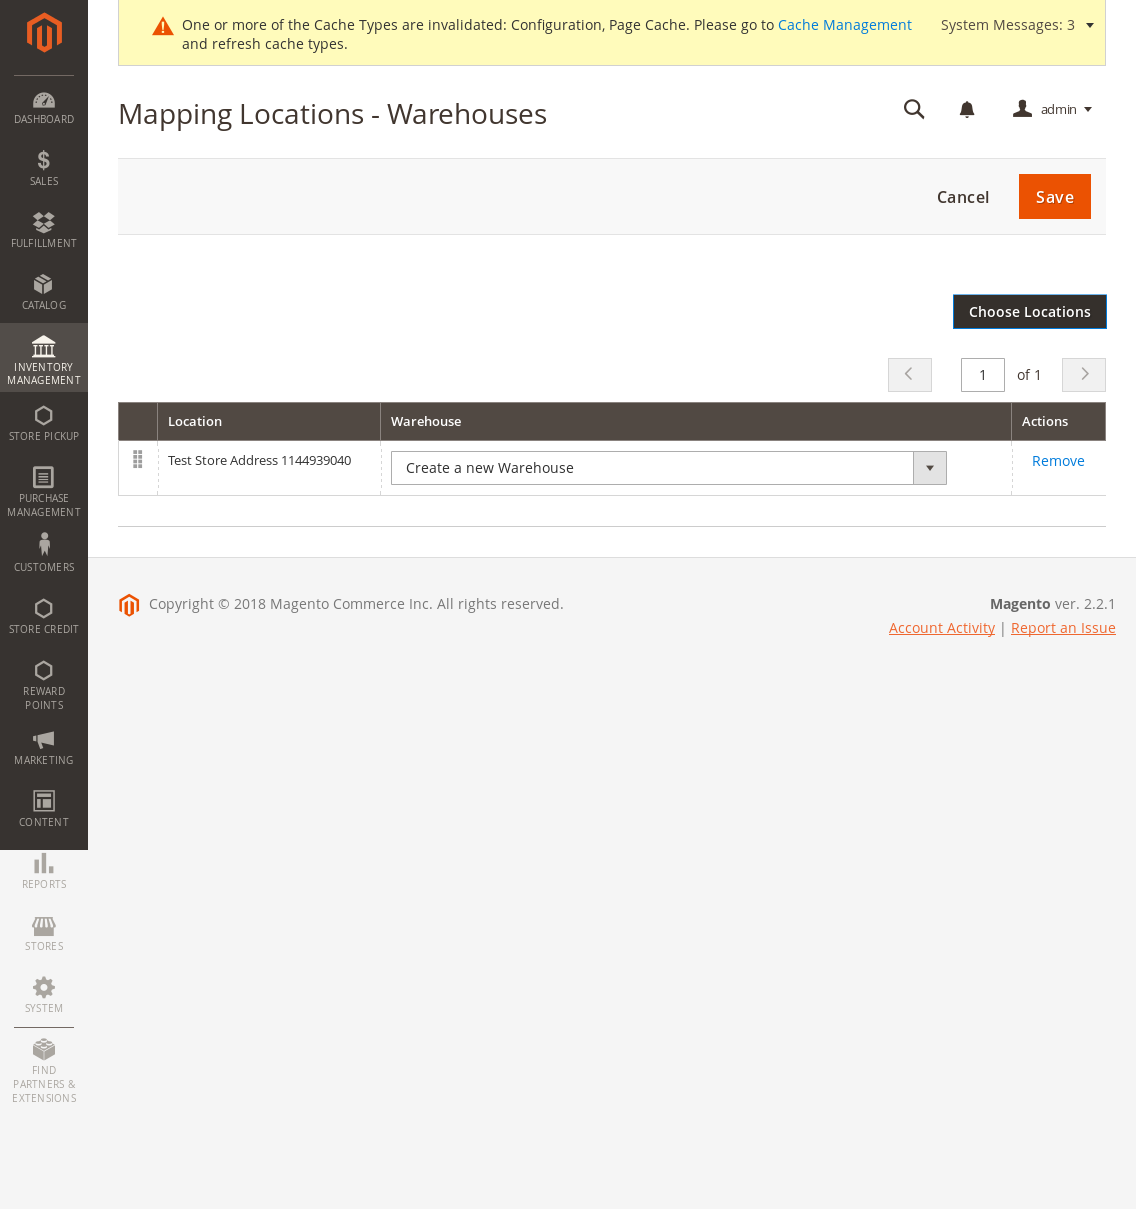 One or more of the Cache Types are invalidated: Configuration, Page Cache. Please go to Cache Management
and refresh cache types.
System Messages: 3
Mapping Locations - Warehouses
admin
Cancel
Save
Choose Locations
1 of 1
Location Warehouse Actions
Test Store Address 1144939040 Create a new Warehouse Remove
Copyright © 2018 Magento Commerce Inc. All rights reserved.
Magento ver. 2.2.1
Account Activity | Report an Issue
DASHBOARD
SALES
FULFILLMENT
CATALOG
INVENTORY
MANAGEMENT
STORE PICKUP
PURCHASE
MANAGEMENT
CUSTOMERS
STORE CREDIT
REWARD
POINTS
MARKETING
CONTENT
REPORTS
STORES
SYSTEM
FIND
PARTNERS &
EXTENSIONS